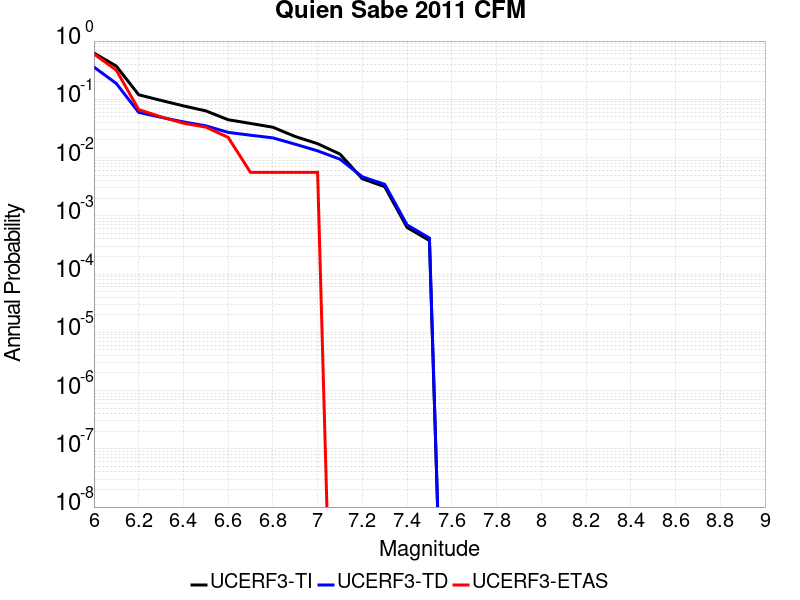 Quien Sabe 2011 CFM
10^0
10^-1
10^-2
10^-3
10^-4
10^-5
10^-6
10^-7
10^-8
Annual Probability
6 6.2 6.4 6.6 6.8 7 7.2 7.4 7.6 7.8 8 8.2 8.4 8.6 8.8 9
Magnitude
UCERF3-TI UCERF3-TD UCERF3-ETAS